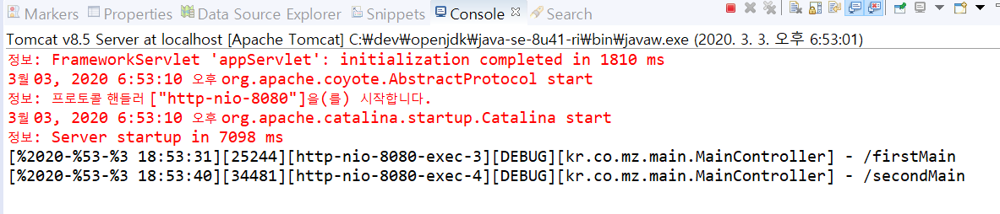 Markers Properties Data Source Explorer Snippets Console Search
Tomcat v8.5 Server at localhost [Apache Tomcat] C:₩dev₩openjdk₩java-se-8u41-ri₩bin₩javaw.exe (2020. 3. 3. 오후 6:53:01)
정보: FrameworkServlet 'appServlet': initialization completed in 1810 ms
3월 03, 2020 6:53:10 오후 org.apache.coyote.AbstractProtocol start
정보: 프로토콜 핸들러 ["http-nio-8080"]을(를) 시작합니다.
3월 03, 2020 6:53:10 오후 org.apache.catalina.startup.Catalina start
정보: Server startup in 7098 ms
[%2020-%53-%3 18:53:31][25244][http-nio-8080-exec-3][DEBUG][kr.co.mz.main.MainController] - /firstMain
[%2020-%53-%3 18:53:40][34481][http-nio-8080-exec-4][DEBUG][kr.co.mz.main.MainController] - /secondMain